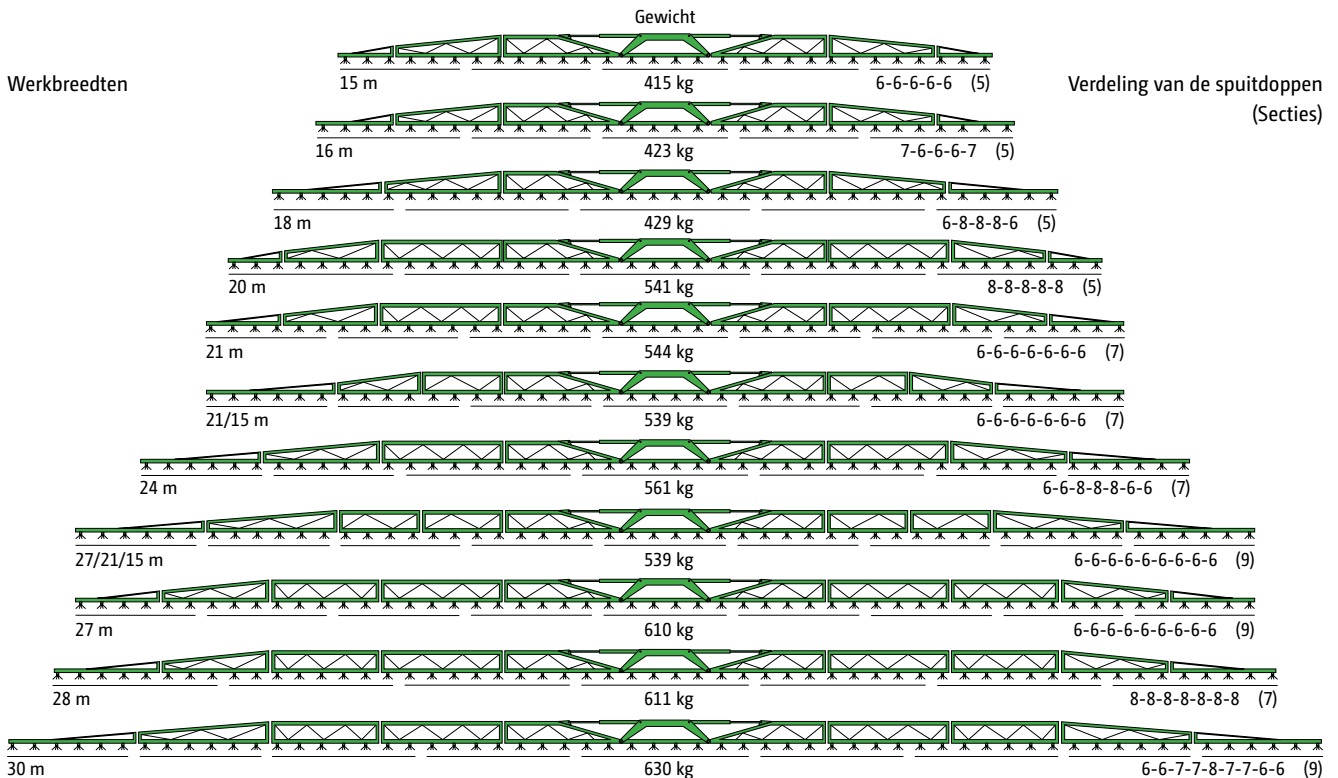 Gewicht
Werkbreedten
Verdeling van de spuitdoppen
(Secties)
15 m 415 kg 6-6-6-6-6 (5)
16 m 423 kg 7-6-6-6-7 (5)
18 m 429 kg 6-8-8-8-6 (5)
20 m 541 kg 8-8-8-8-8 (5)
21 m 544 kg 6-6-6-6-6-6-6 (7)
21/15 m 539 kg 6-6-6-6-6-6-6 (7)
24 m 561 kg 6-6-8-8-8-6-6 (7)
27/21/15 m 539 kg 6-6-6-6-6-6-6-6-6 (9)
27 m 610 kg 6-6-6-6-6-6-6-6-6 (9)
28 m 611 kg 8-8-8-8-8-8-8 (7)
30 m 630 kg 6-6-7-7-8-7-7-6-6 (9)